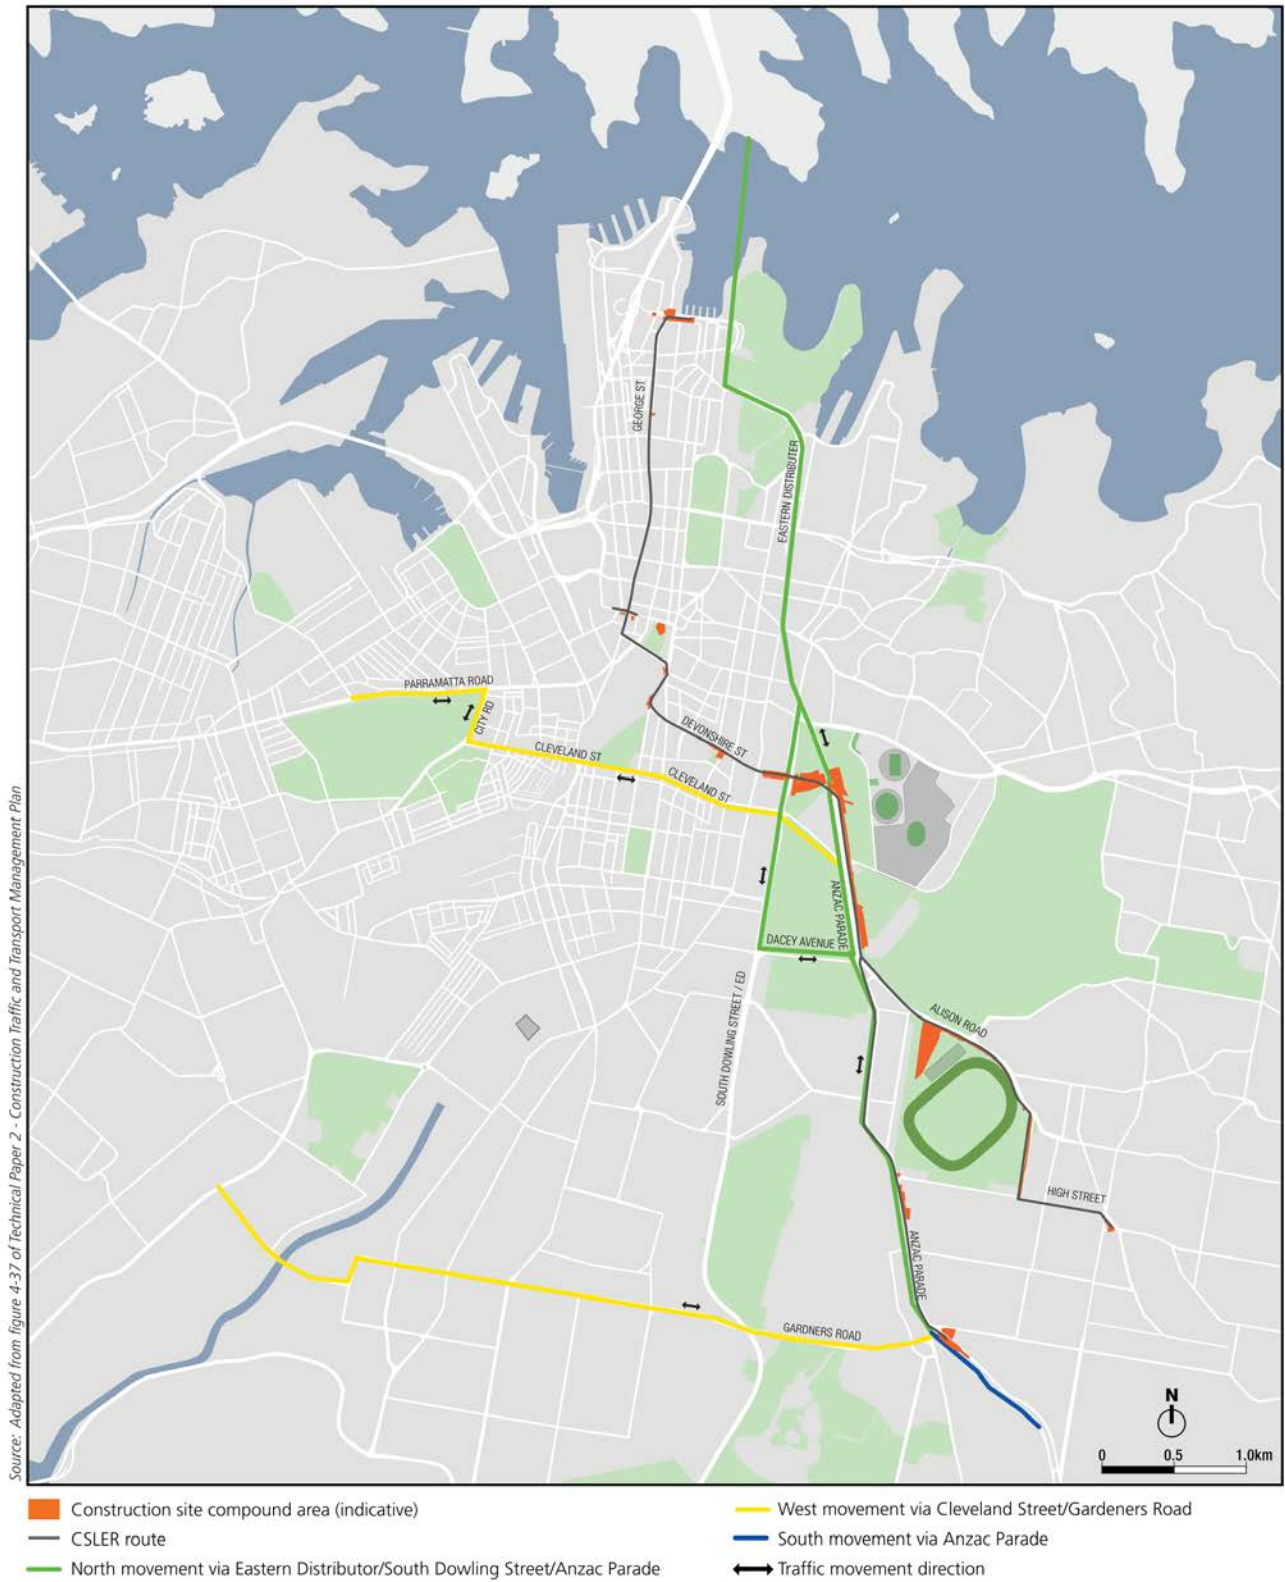 GEORGE ST
EASTERN DISTRIBUTER
PARRAMATTA ROAD
CITY RD
CLEVELAND ST
DEVONSHIRE ST
CLEVELAND ST
ANZAC PARADE
DACEY AVENUE
SOUTH DOWLING STREET / ED
ALISON ROAD
HIGH STREET
ANZAC PARADE
GARDNERS ROAD
N
0 0.5 1.0km
Source: Adapted from figure 4-37 of Technical Paper 2 - Construction Traffic and Transport Management Plan
Construction site compound area (indicative)
CSLER route
North movement via Eastern Distributor/South Dowling Street/Anzac Parade
West movement via Cleveland Street/Gardeners Road
South movement via Anzac Parade
Traffic movement direction